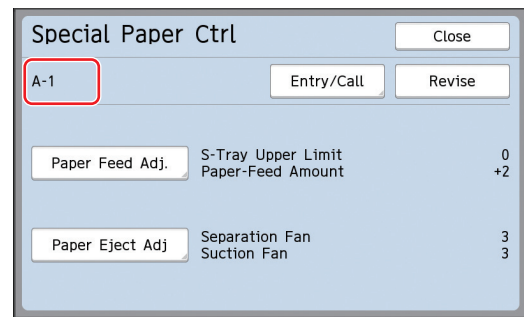 Special Paper Ctrl Close
A-1 Entry/Call Revise
Paper Feed Adj. S-Tray Upper Limit 0
Paper-Feed Amount +2
Paper Eject Adj Separation Fan 3
Suction Fan 3